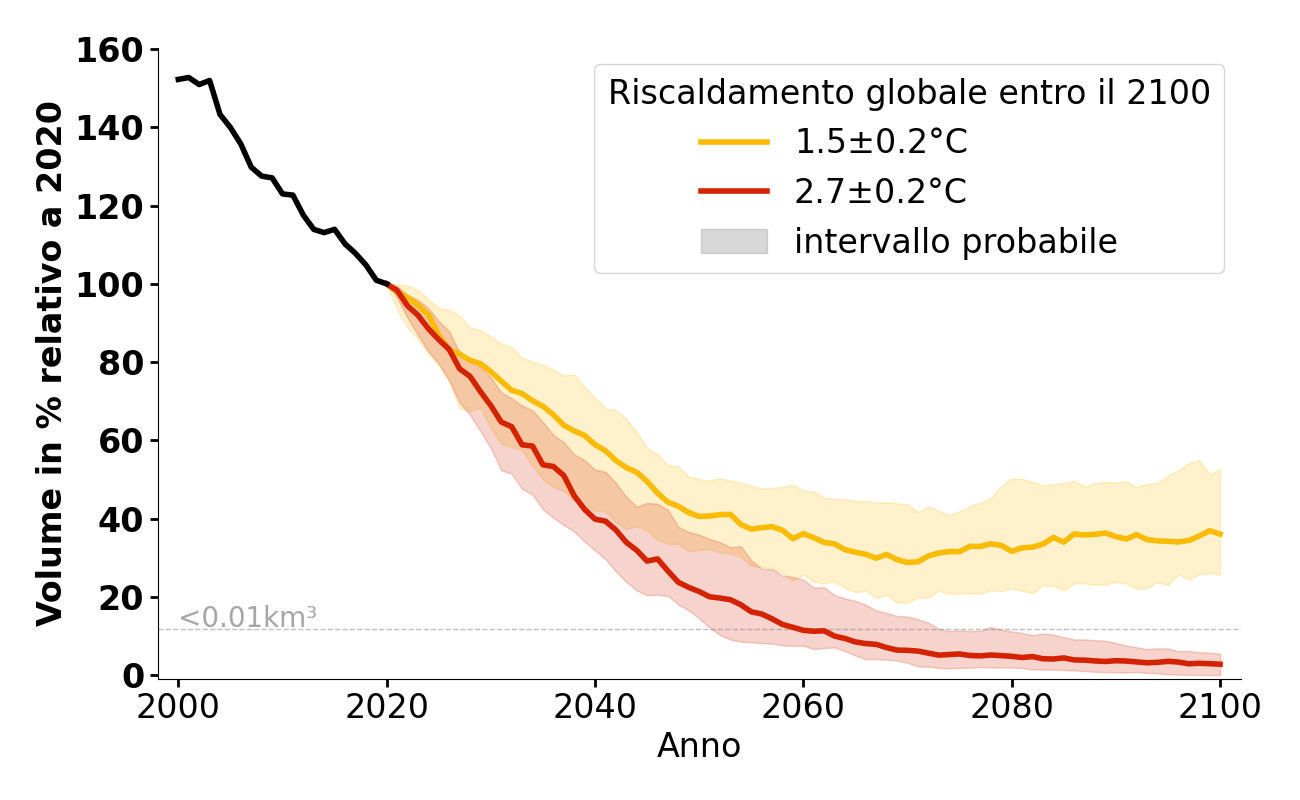 Volume in % relativo a 2020
160
140
120
100
80
60
40
20
0
Riscaldamento globale entro il 2100
1.5±0.2°C
2.7±0.2°C
intervallo probabile
<0.01km³
2000 2020 2040 2060 2080 2100
Anno